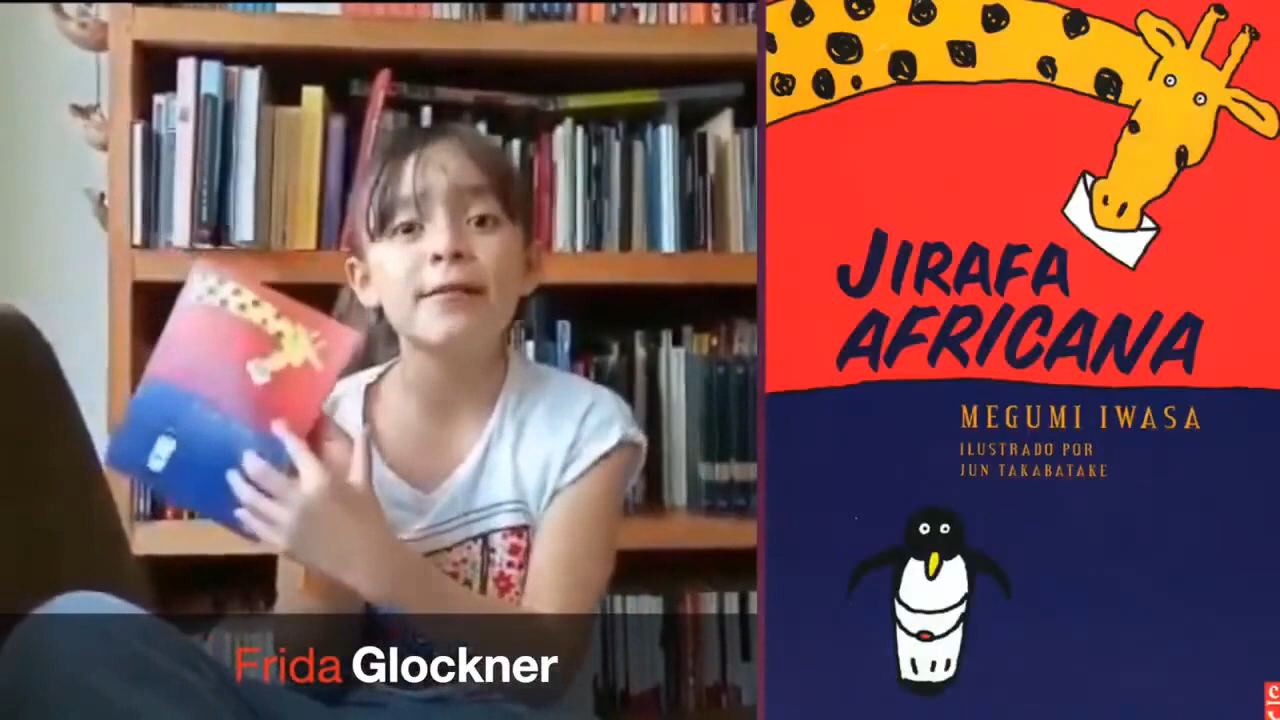 Frida Glockner
JIRAFA
AFRICANA
MEGUMI IWASA
ILUSTRADO POR
JUN TAKABATAKE